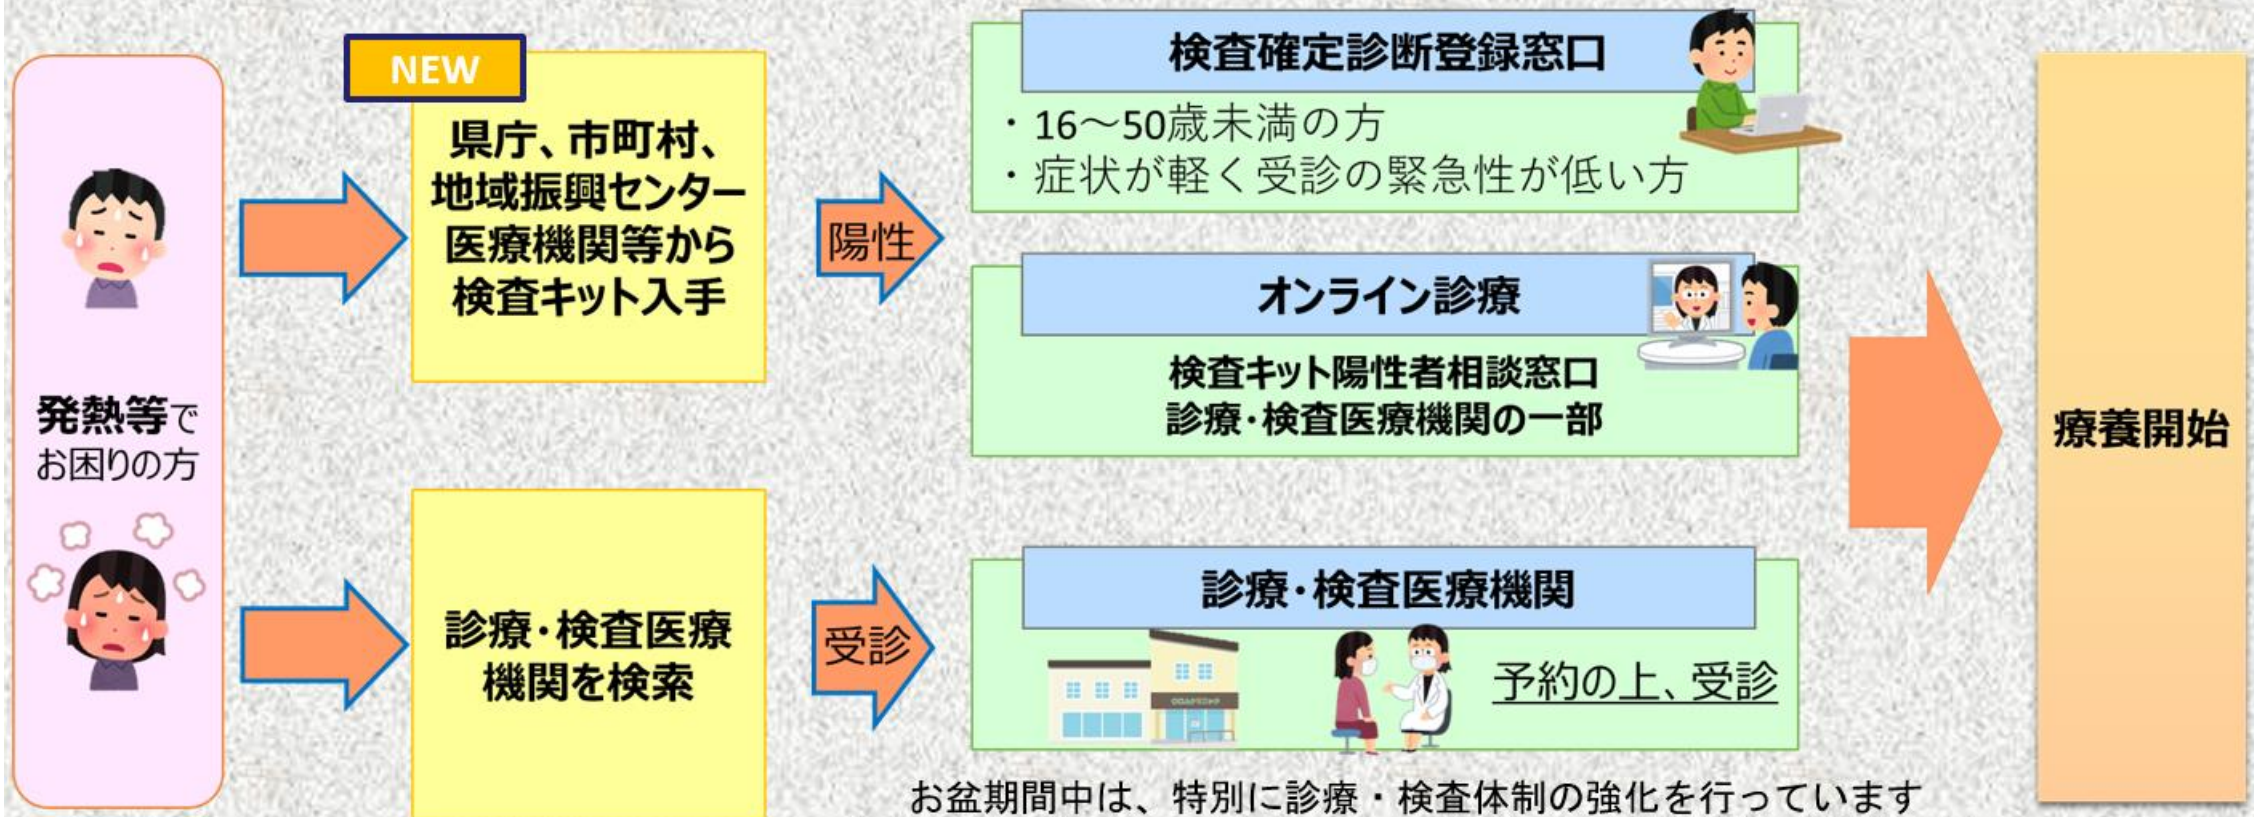 発熱等で
お困りの方
NEW
県庁、市町村、
地域振興センター
医療機関等から
検査キット入手
診療・検査医療
機関を検索
陽性
受診
検査確定診断登録窓口
・16～50歳未満の方
・症状が軽く受診の緊急性が低い方
オンライン診療
検査キット陽性者相談窓口
診療・検査医療機関の一部
診療・検査医療機関
予約の上、受診
お盆期間中は、特別に診療・検査体制の強化を行っています
療養開始